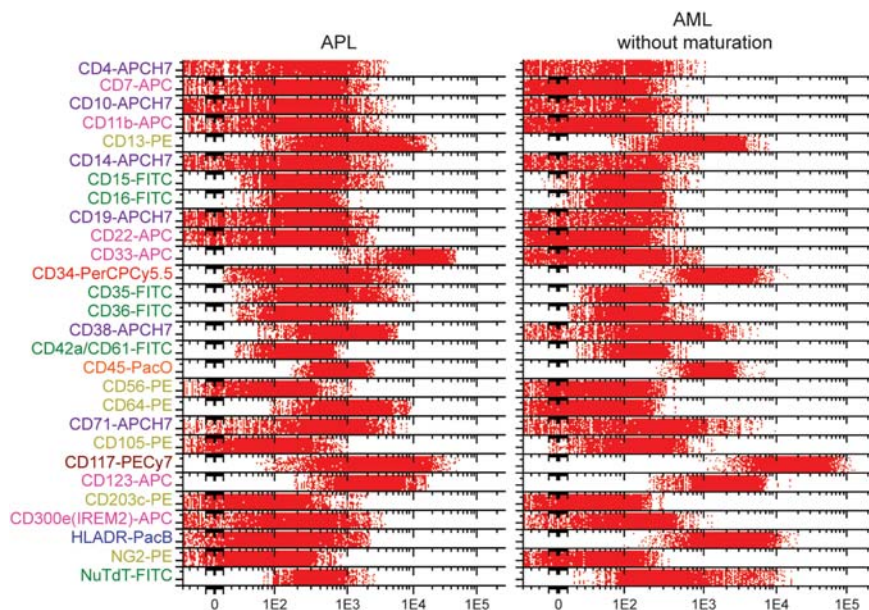 APL
AML
without maturation
CD4-APCH7
CD7-APC
CD10-APCH7
CD11b-APC
CD13-PE
CD14-APCH7
CD15-FITC
CD16-FITC
CD19-APCH7
CD22-APC
CD33-APC
CD34-PerCPCy5.5
CD35-FITC
CD36-FITC
CD38-APCH7
CD42a/CD61-FITC
CD45-PacO
CD56-PE
CD64-PE
CD71-APCH7
CD105-PE
CD117-PECy7
CD123-APC
CD203c-PE
CD300e(IREM2)-APC
HLADR-PacB
NG2-PE
NuTdT-FITC
0 1E2 1E3 1E4 1E5 0 1E2 1E3 1E4 1E5